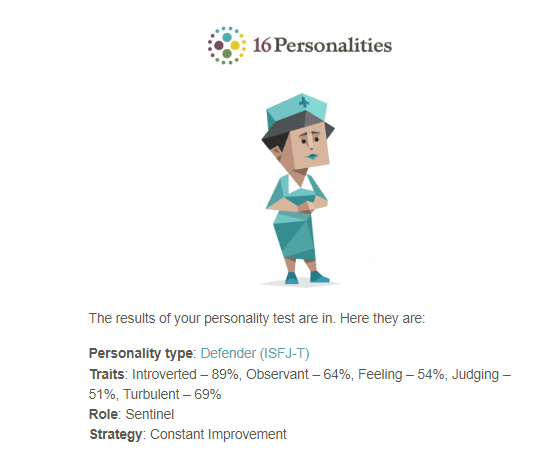 16Personalities
The results of your personality test are in. Here they are:
Personality type: Defender (ISFJ-T)
Traits: Introverted – 89%, Observant – 64%, Feeling – 54%, Judging –
51%, Turbulent – 69%
Role: Sentinel
Strategy: Constant Improvement